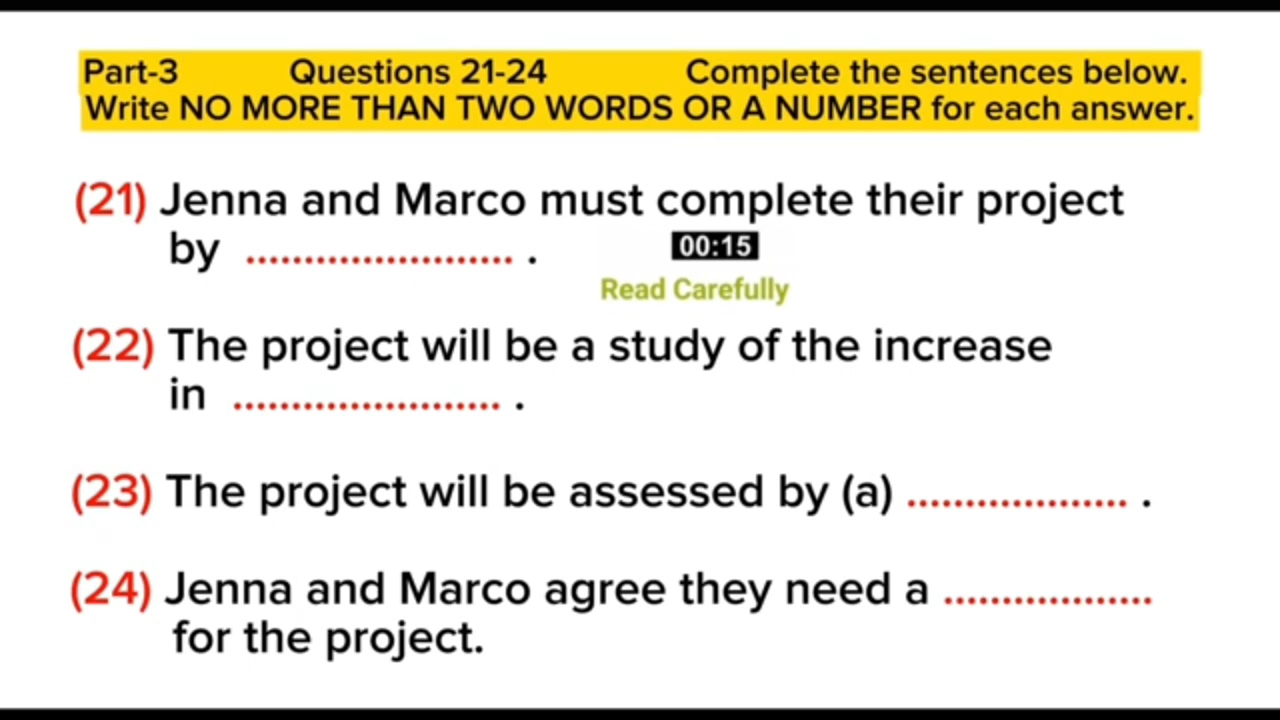 Part-3 Questions 21-24 Complete the sentences below.
Write NO MORE THAN TWO WORDS OR A NUMBER for each answer.
(21) Jenna and Marco must complete their project
by ....................... .
00:15
Read Carefully
(22) The project will be a study of the increase
in ....................... .
(23) The project will be assessed by (a) ................... .
(24) Jenna and Marco agree they need a ..................
for the project.